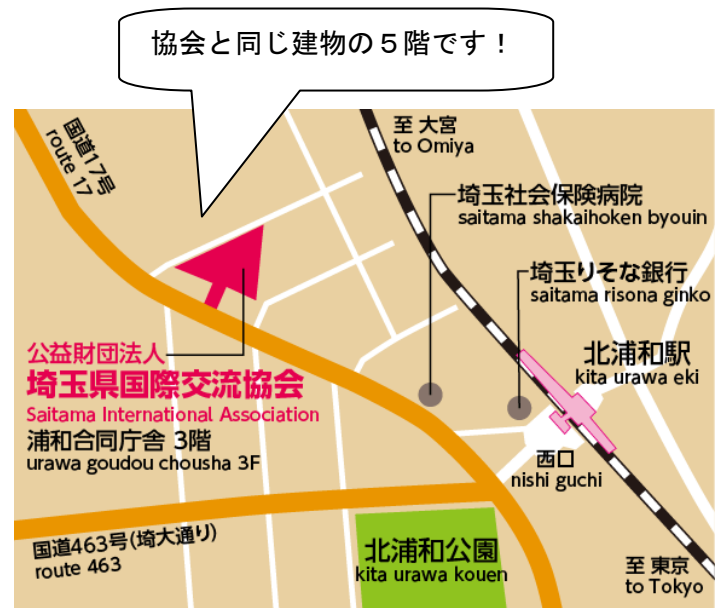 協会と同じ建物の５階です！
国道17号
route 17
至 大宮
to Omiya
埼玉社会保険病院
saitama shakaihoken byouin
埼玉りそな銀行
saitama risona ginko
北浦和駅
kita urawa eki
公益財団法人
埼玉県国際交流協会
Saitama International Association
浦和合同庁舎 3階
urawa goudou chousha 3F
西口
nishi guchi
国道463号(埼大通り)
route 463
北浦和公園
kita urawa kouen
至 東京
to Tokyo